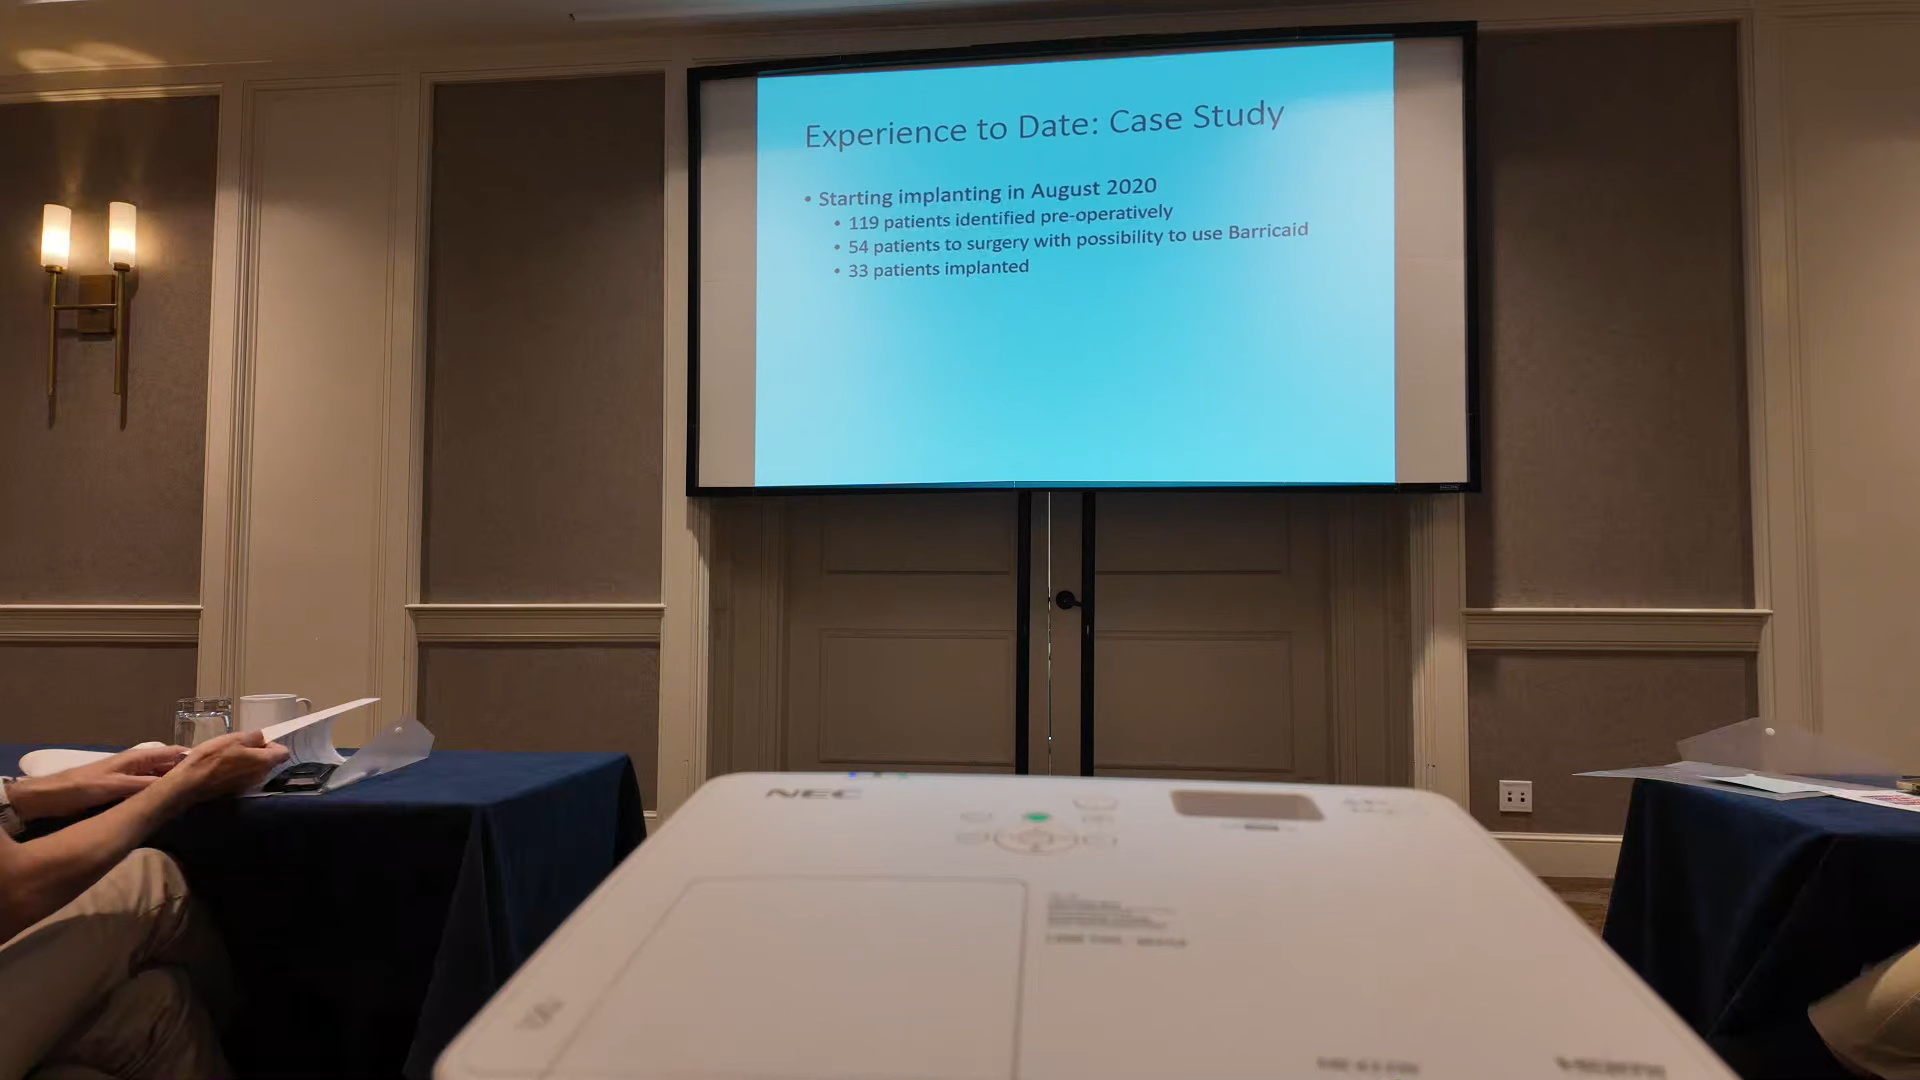 Experience to Date: Case Study
• Starting implanting in August 2020
• 119 patients identified pre-operatively
• 54 patients to surgery with possibility to use Barricaid
• 33 patients implanted
NEC